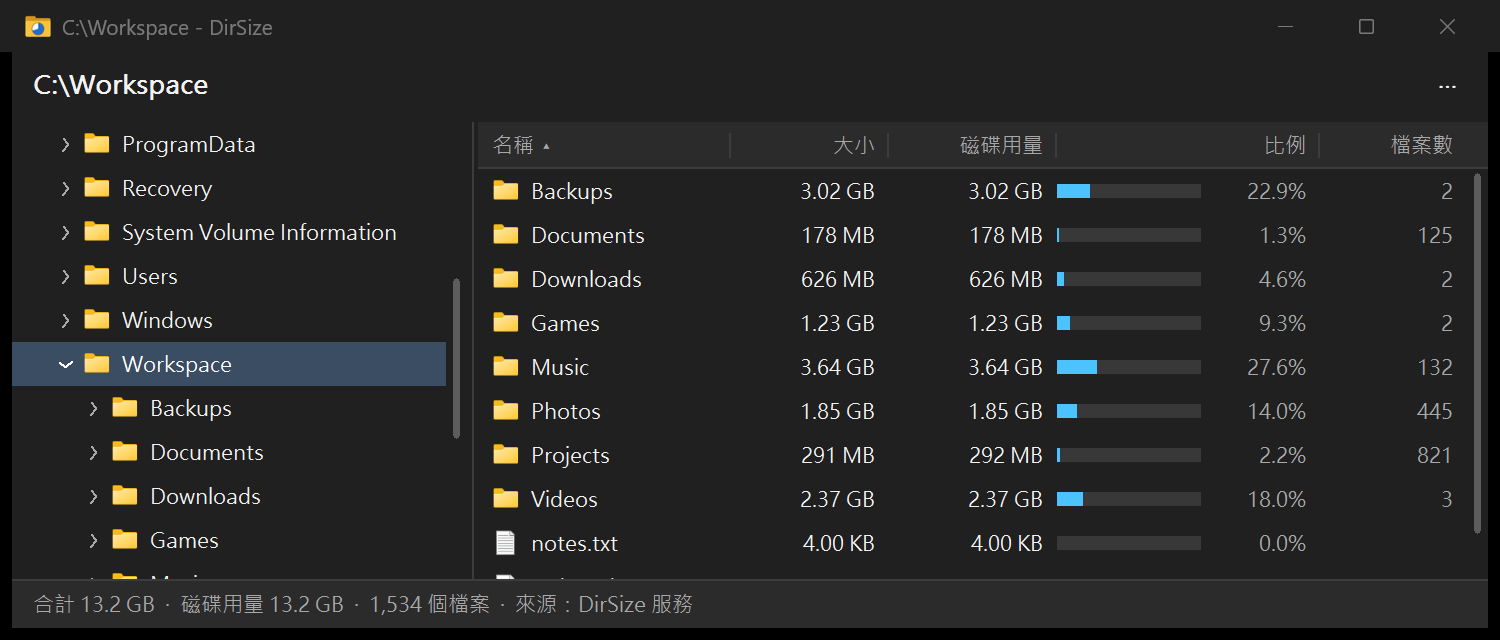 C:\Workspace - DirSize
C:\Workspace
...
ProgramData
Recovery
System Volume Information
Users
Windows
Workspace
Backups
Documents
Downloads
Games
名稱 大小 磁碟用量 比例 檔案數
Backups 3.02 GB 3.02 GB 22.9% 2
Documents 178 MB 178 MB 1.3% 125
Downloads 626 MB 626 MB 4.6% 2
Games 1.23 GB 1.23 GB 9.3% 2
Music 3.64 GB 3.64 GB 27.6% 132
Photos 1.85 GB 1.85 GB 14.0% 445
Projects 291 MB 292 MB 2.2% 821
Videos 2.37 GB 2.37 GB 18.0% 3
notes.txt 4.00 KB 4.00 KB 0.0%
合計 13.2 GB · 磁碟用量 13.2 GB · 1,534 個檔案 · 來源：DirSize 服務